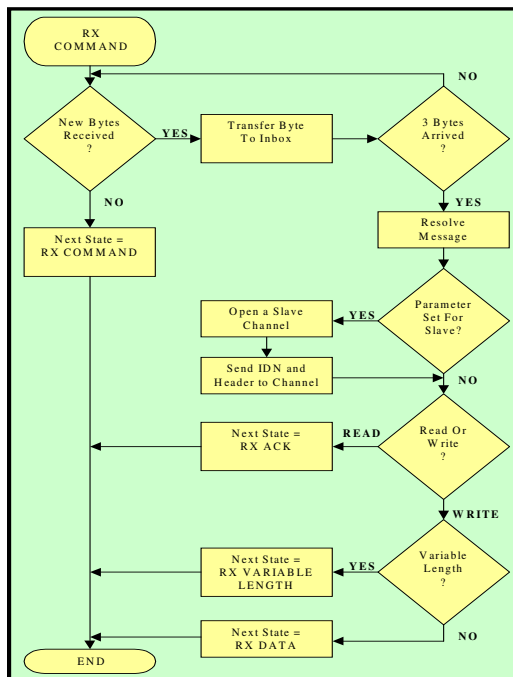 RX
COMMAND
NO
New Bytes
Received
?
YES
Transfer Byte
To Inbox
3 Bytes
Arrived
?
NO
YES
Next State =
RX COMMAND
Resolve
Message
Parameter
Set For
Slave?
YES
Open a Slave
Channel
Send IDN and
Header to Channel
NO
Read Or
Write
?
READ
Next State =
RX ACK
WRITE
Variable
Length
?
YES
Next State =
RX VARIABLE
LENGTH
NO
Next State =
RX DATA
END